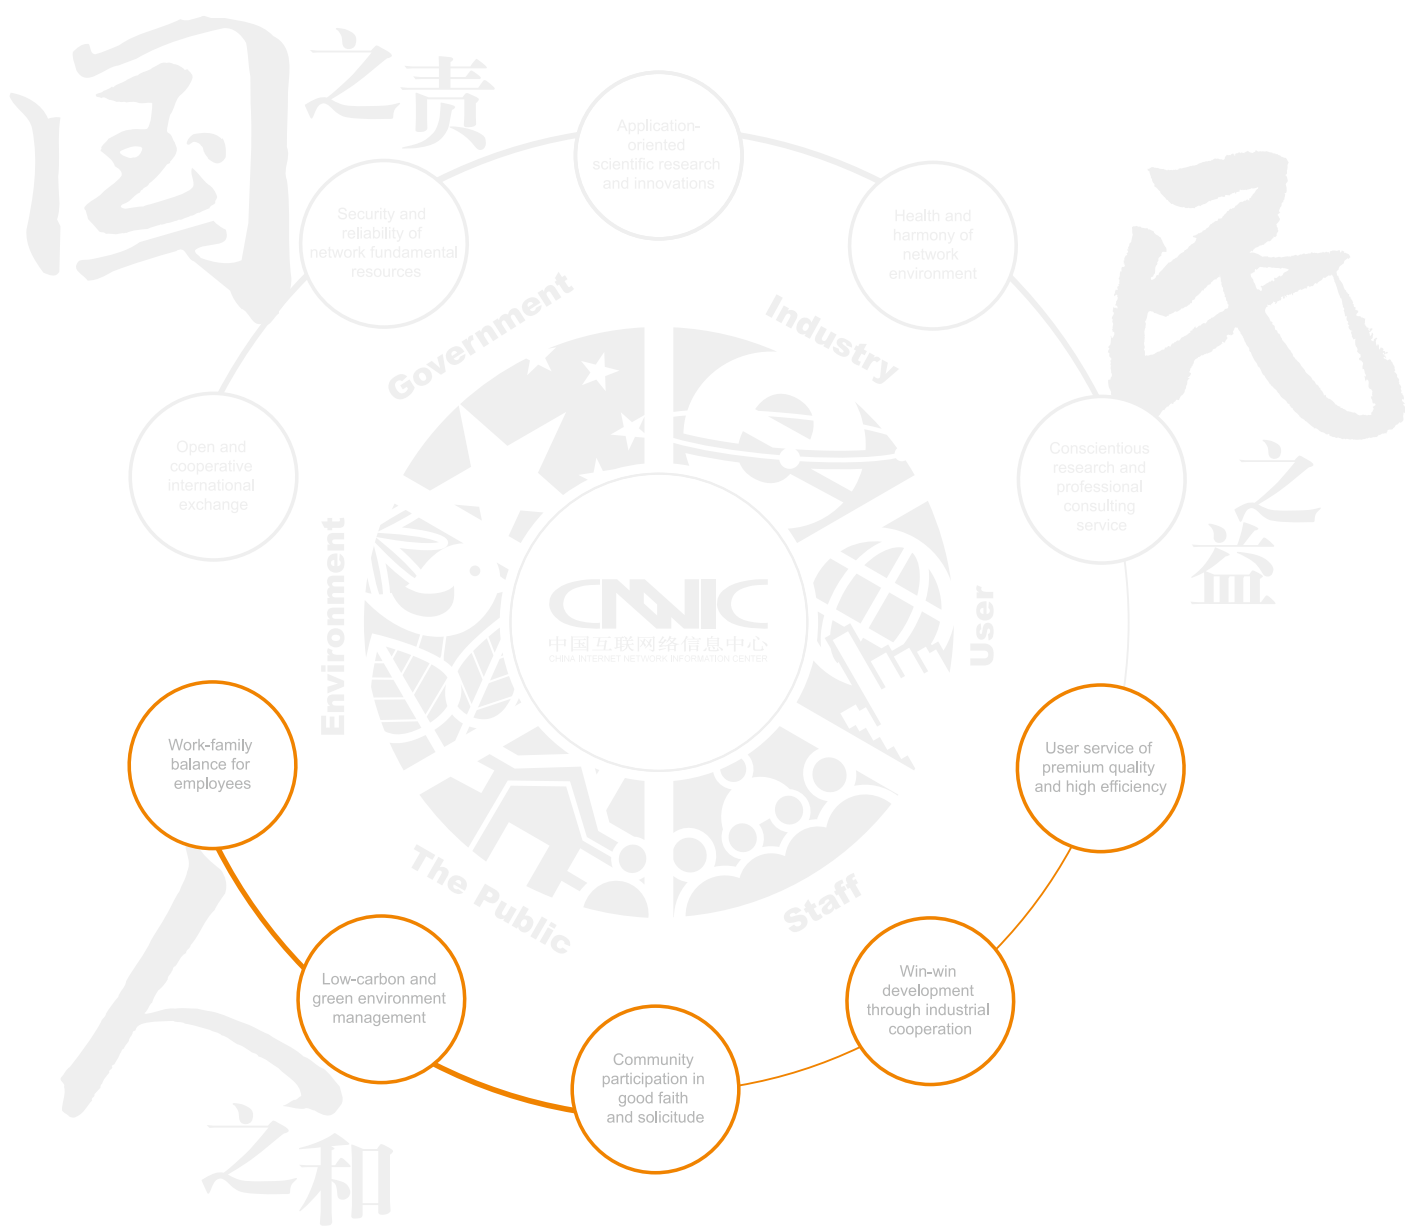 国之责
Application-
oriented
scientific research
and innovations
Security and
reliability of
network fundamental
resources
Health and
harmony of
network
environment
民之益
Government
Industry
Open and
cooperative
international
exchange
Conscientious
research and
professional
consulting
service
Environment
User
CNNIC
中国互联网络信息中心
CHINA INTERNET NETWORK INFORMATION CENTER
The Public
Staff
Work-family
balance for
employees
User service of
premium quality
and high efficiency
Low-carbon and
green environment
management
Win-win
development
through industrial
cooperation
Community
participation in
good faith
and solicitude
人之和